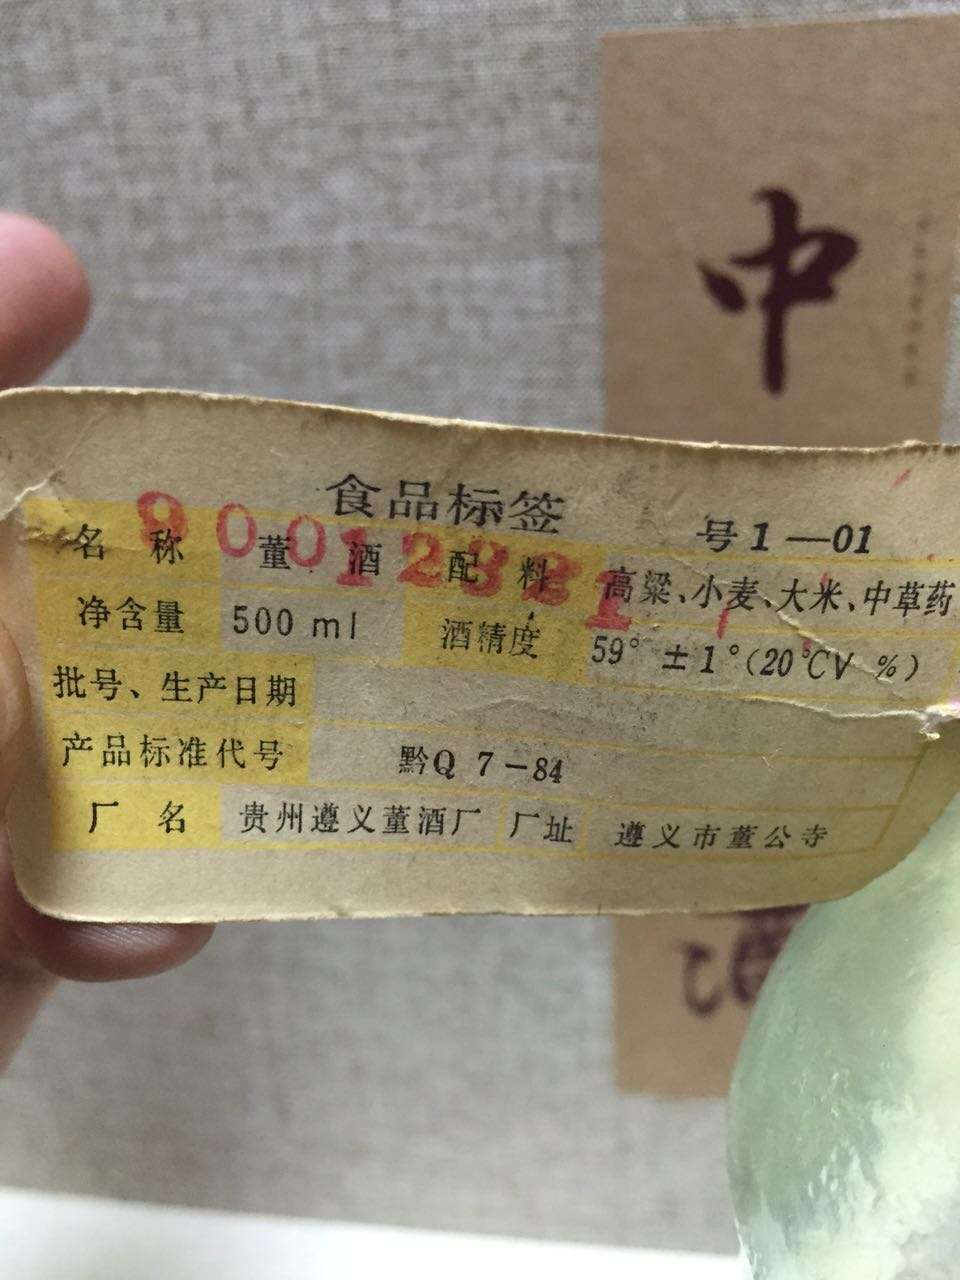 中
食品标签
号1—01
名称 董酒 配料 高粱、小麦、大米、中草药
净含量 500 ml 酒精度 59° ±1°(20℃V %)
批号、生产日期
产品标准代号 黔Q 7-84
厂名 贵州遵义董酒厂 厂址 遵义市董公寺
酒